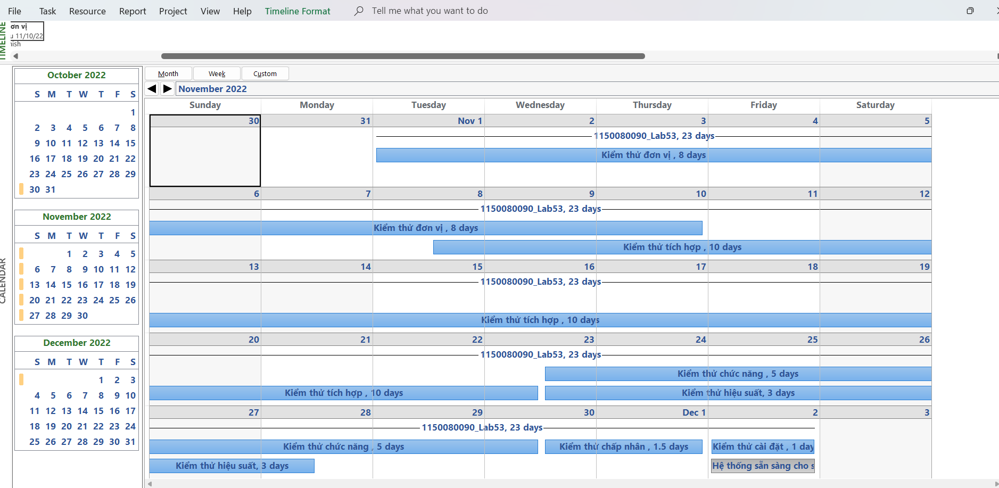 File Task Resource Report Project View Help Timeline Format Tell me what you want to do
TIMELINE
ơn vị
u 11/10/22
nish
October 2022
S M T W T F S
1
2 3 4 5 6 7 8
9 10 11 12 13 14 15
16 17 18 19 20 21 22
23 24 25 26 27 28 29
30 31
November 2022
S M T W T F S
1 2 3 4 5
6 7 8 9 10 11 12
13 14 15 16 17 18 19
20 21 22 23 24 25 26
27 28 29 30
December 2022
S M T W T F S
1 2 3
4 5 6 7 8 9 10
11 12 13 14 15 16 17
18 19 20 21 22 23 24
25 26 27 28 29 30 31
CALENDAR
Month Week Custom
November 2022
Sunday Monday Tuesday Wednesday Thursday Friday Saturday
30 31 Nov 1 2 3 4 5
1150080090_Lab53, 23 days
Kiểm thử đơn vị , 8 days
6 7 8 9 10 11 12
1150080090_Lab53, 23 days
Kiểm thử đơn vị , 8 days
Kiểm thử tích hợp , 10 days
13 14 15 16 17 18 19
1150080090_Lab53, 23 days
Kiểm thử tích hợp , 10 days
20 21 22 23 24 25 26
1150080090_Lab53, 23 days
Kiểm thử chức năng , 5 days
Kiểm thử tích hợp , 10 days Kiểm thử hiệu suất, 3 days
27 28 29 30 Dec 1 2 3
1150080090_Lab53, 23 days
Kiểm thử chức năng , 5 days Kiểm thử chấp nhân , 1.5 days Kiểm thử cài đặt , 1 day
Kiểm thử hiệu suất, 3 days Hệ thống sẵn sàng cho s